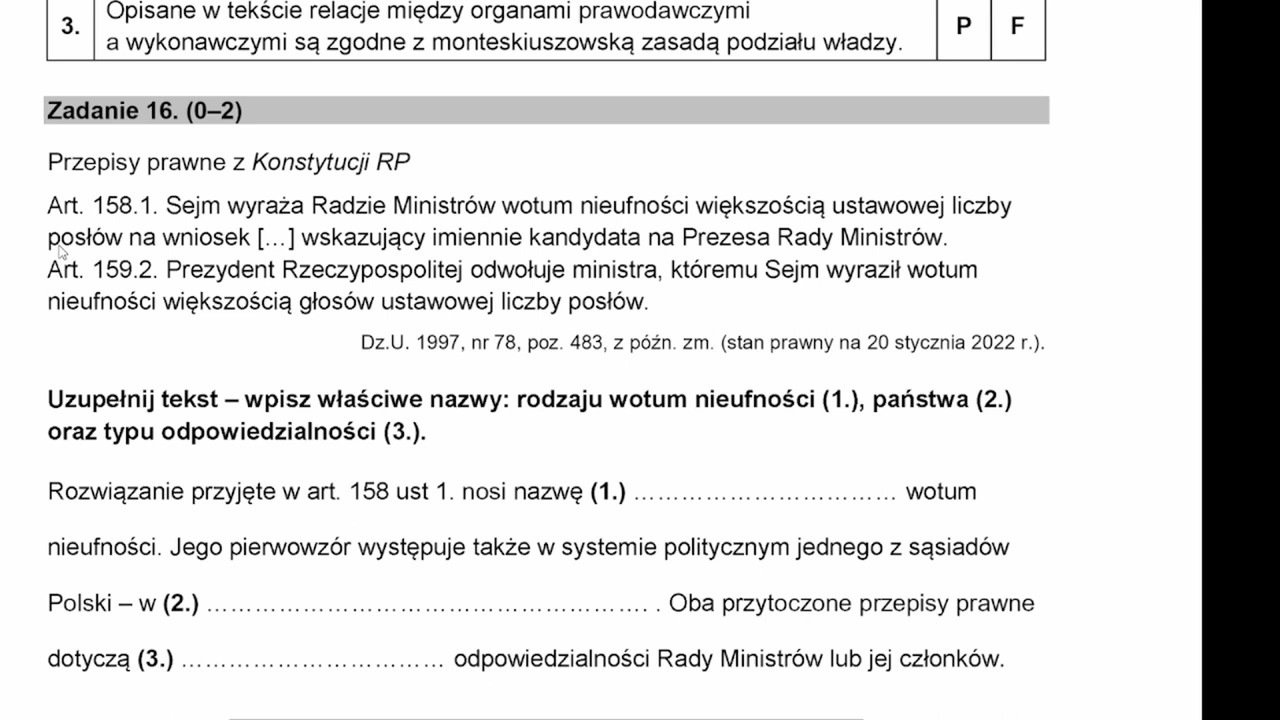 Opisane w tekście relacje między organami prawodawczymi
3. a wykonawczymi są zgodne z monteskiuszowską zasadą podziału władzy. P F
Zadanie 16. (0–2)
Przepisy prawne z Konstytucji RP
Art. 158.1. Sejm wyraża Radzie Ministrów wotum nieufności większością ustawowej liczby
posłów na wniosek […] wskazujący imiennie kandydata na Prezesa Rady Ministrów.
Art. 159.2. Prezydent Rzeczypospolitej odwołuje ministra, któremu Sejm wyraził wotum
nieufności większością głosów ustawowej liczby posłów.
Dz.U. 1997, nr 78, poz. 483, z późn. zm. (stan prawny na 20 stycznia 2022 r.).
Uzupełnij tekst – wpisz właściwe nazwy: rodzaju wotum nieufności (1.), państwa (2.)
oraz typu odpowiedzialności (3.).
Rozwiązanie przyjęte w art. 158 ust 1. nosi nazwę (1.) …………………………… wotum
nieufności. Jego pierwowzór występuje także w systemie politycznym jednego z sąsiadów
Polski – w (2.) ………………………………………………. . Oba przytoczone przepisy prawne
dotyczą (3.) …………………………… odpowiedzialności Rady Ministrów lub jej członków.